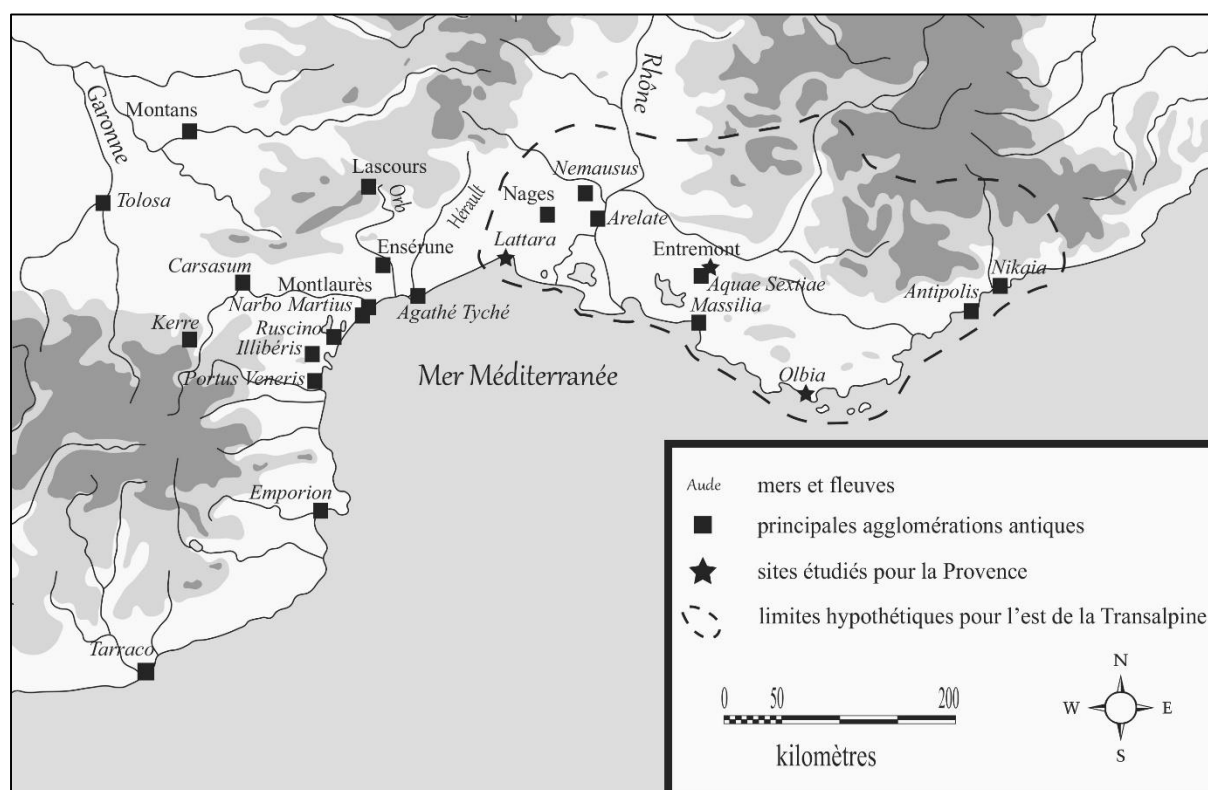 Garonne
Montans
Tolosa
Lascours
Orb
Hérault
Rhône
Nemausus
Nages
Arelate
Lattara
Ensérune
Carsasum
Montlaurès
Narbo Martius
Agathé Tyché
Kerre
Ruscino
Illibéris
Portus Veneris
Entremont
Aquae Sextiae
Massilia
Nikaia
Antipolis
Olbia
Mer Méditerranée
Emporion
Tarraco
Aude mers et fleuves
principales agglomérations antiques
sites étudiés pour la Provence
limites hypothétiques pour l'est de la Transalpine
0 50 200
kilomètres
N
W E
S